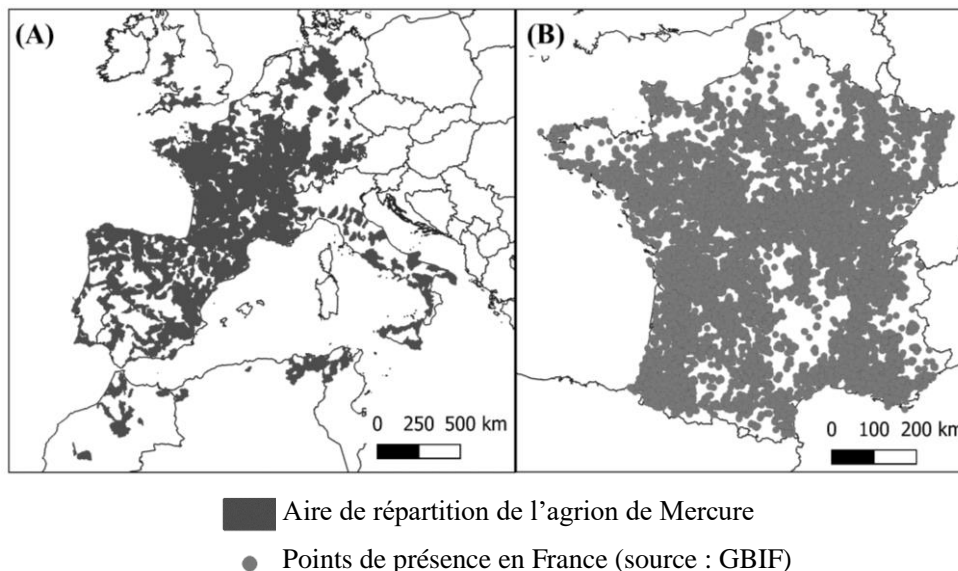 (A)
(B)
0 250 500 km
0 100 200 km
Aire de répartition de l’agrion de Mercure
Points de présence en France (source : GBIF)